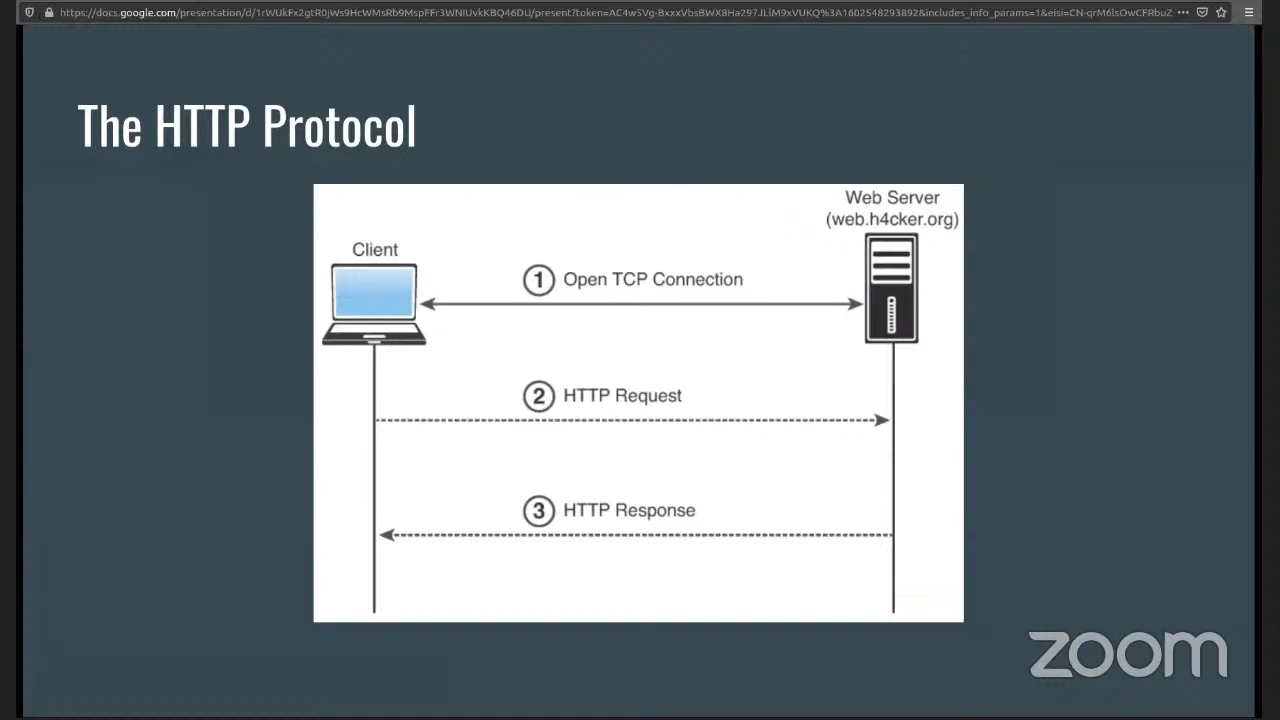 The HTTP Protocol
Web Server
(web.h4cker.org)
Client
1 Open TCP Connection
2 HTTP Request
3 HTTP Response
zoom